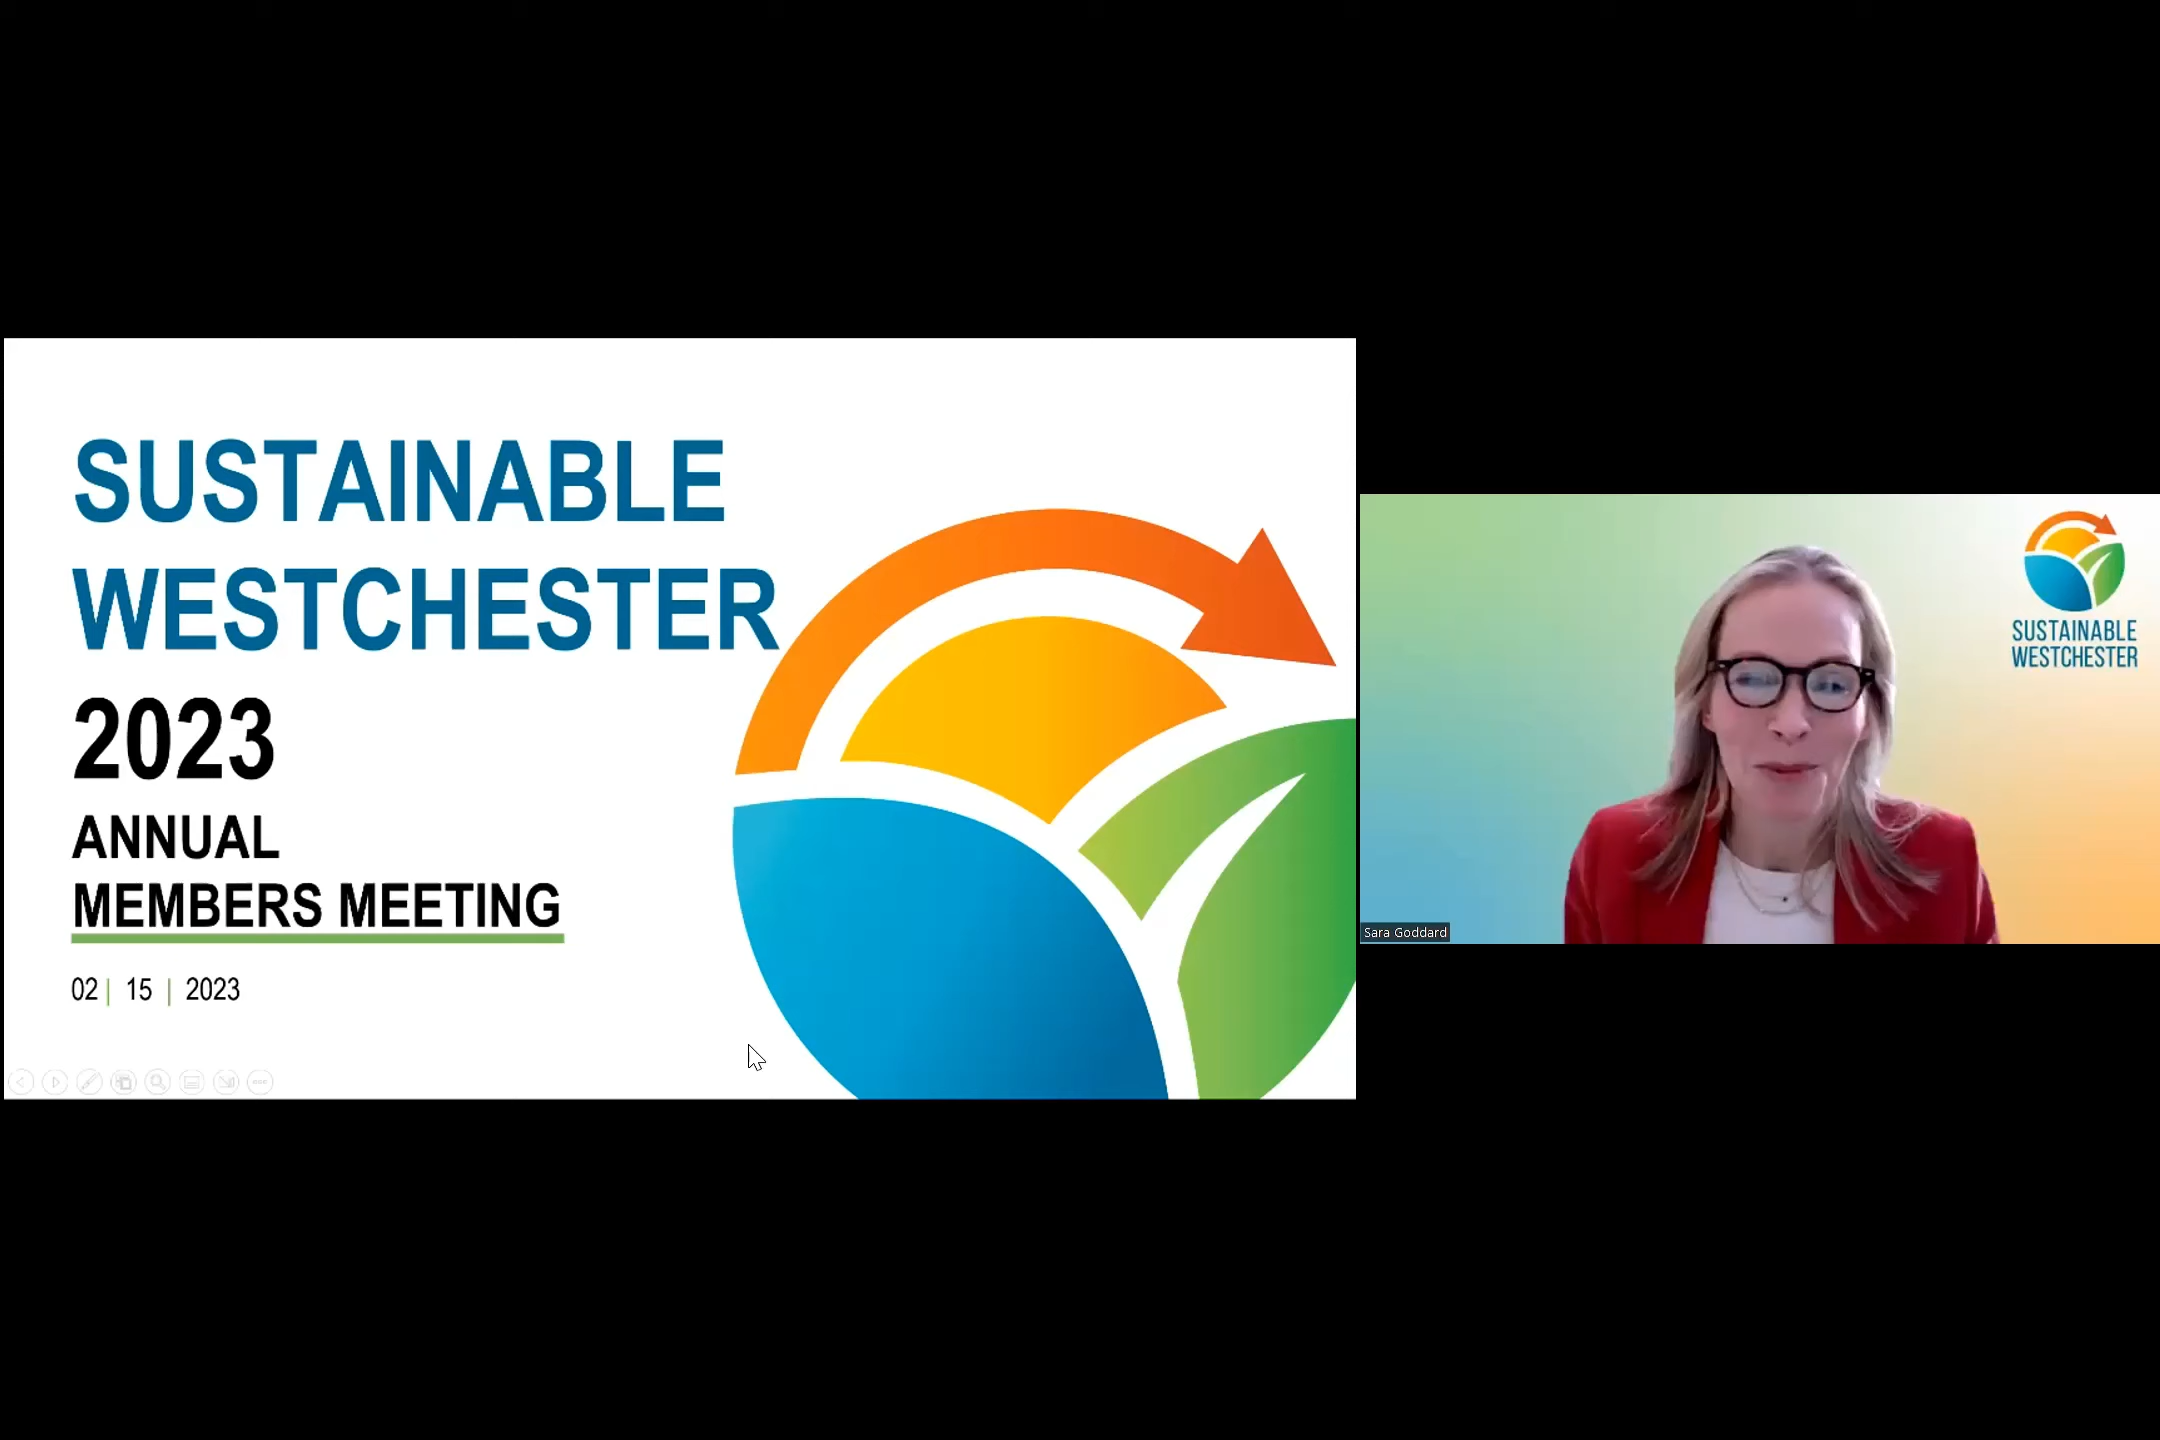 SUSTAINABLE
WESTCHESTER
2023
ANNUAL
MEMBERS MEETING
02 | 15 | 2023
SUSTAINABLE
WESTCHESTER
Sara Goddard